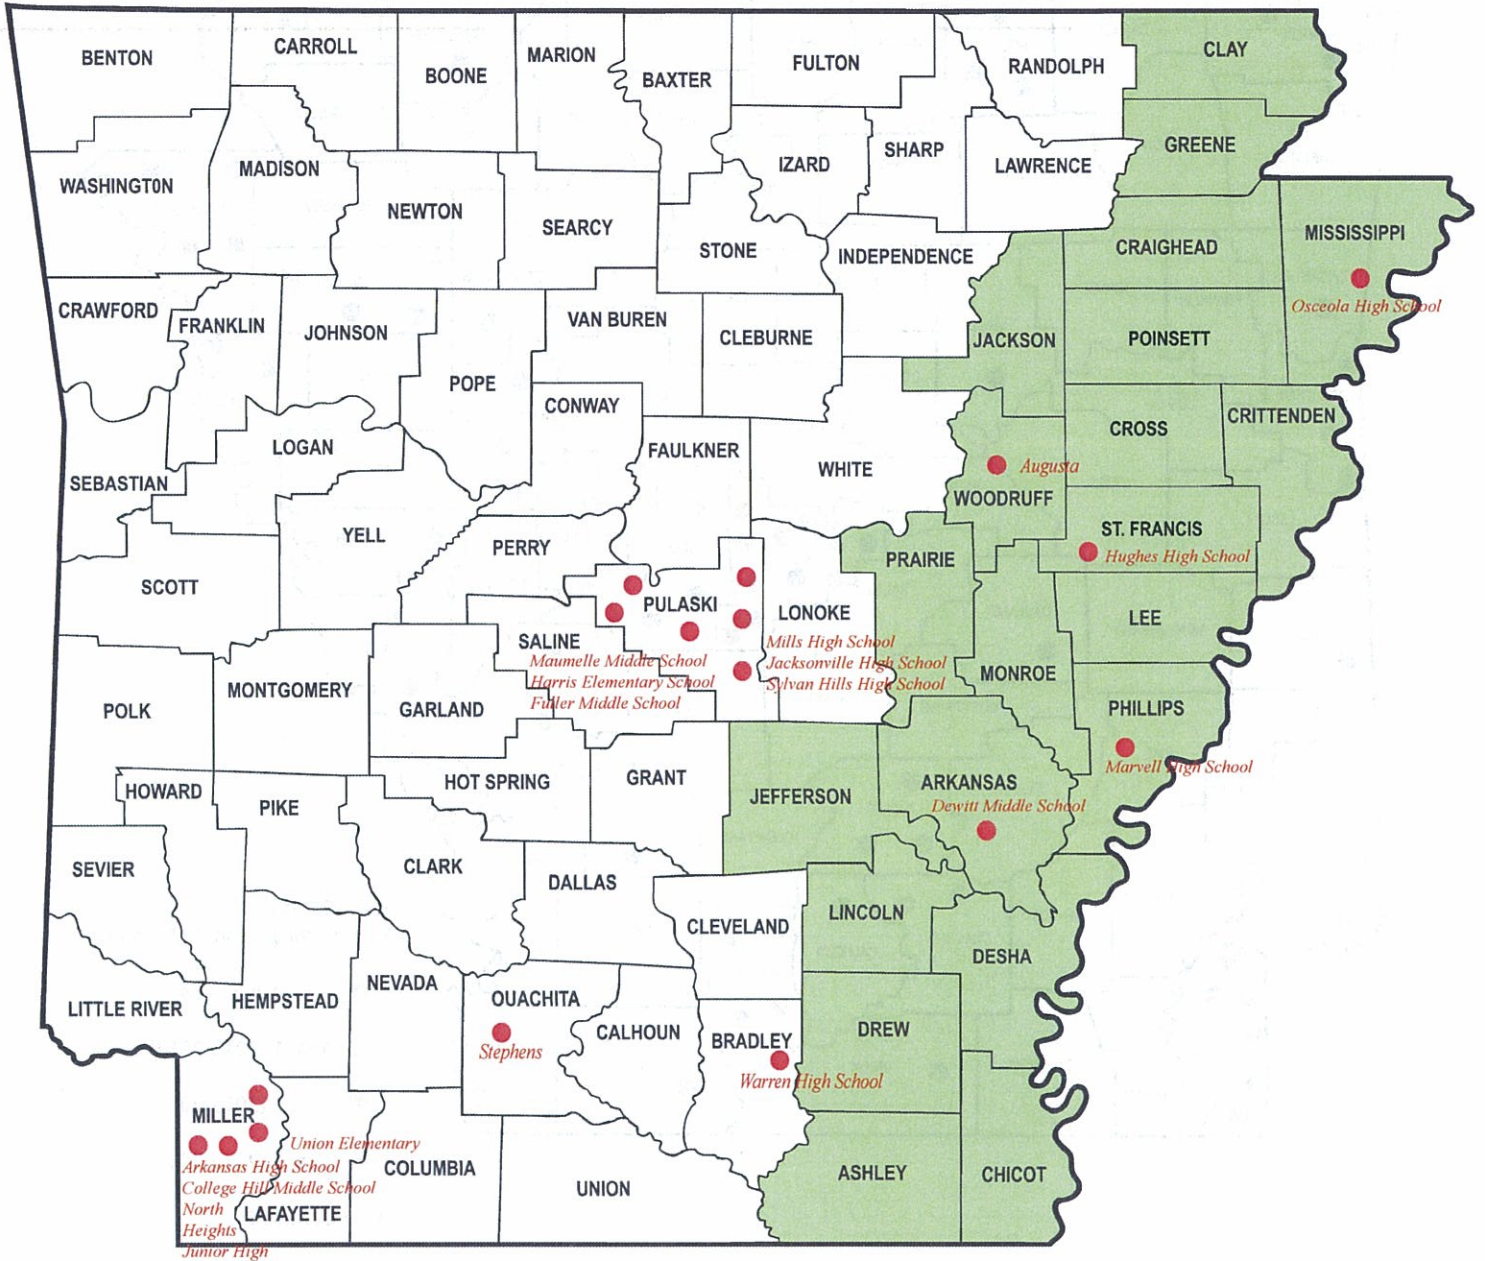 BENTON
CARROLL
BOONE
MARION
BAXTER
FULTON
RANDOLPH
CLAY
WASHINGTON
MADISON
NEWTON
SEARCY
STONE
IZARD
SHARP
LAWRENCE
GREENE
INDEPENDENCE
CRAIGHEAD
MISSISSIPPI
Osceola High School
CRAWFORD
FRANKLIN
JOHNSON
POPE
VAN BUREN
CLEBURNE
JACKSON
POINSETT
CONWAY
FAULKNER
WHITE
CROSS
CRITTENDEN
SEBASTIAN
LOGAN
Augusta
WOODRUFF
YELL
PERRY
PRAIRIE
ST. FRANCIS
Hughes High School
SCOTT
PULASKI
LONOKE
LEE
SALINE
Maumelle Middle School
Harris Elementary School
Fuller Middle School
Mills High School
Jacksonville High School
Sylvan Hills High School
MONROE
POLK
MONTGOMERY
GARLAND
PHILLIPS
Marvell High School
HOWARD
PIKE
HOT SPRING
GRANT
JEFFERSON
ARKANSAS
Dewitt Middle School
SEVIER
CLARK
DALLAS
CLEVELAND
LINCOLN
DESHA
LITTLE RIVER
HEMPSTEAD
NEVADA
OUACHITA
Stephens
CALHOUN
BRADLEY
Warren High School
DREW
MILLER
Union Elementary
Arkansas High School
College Hill Middle School
North
Heights
Junior High
LAFAYETTE
COLUMBIA
UNION
ASHLEY
CHICOT